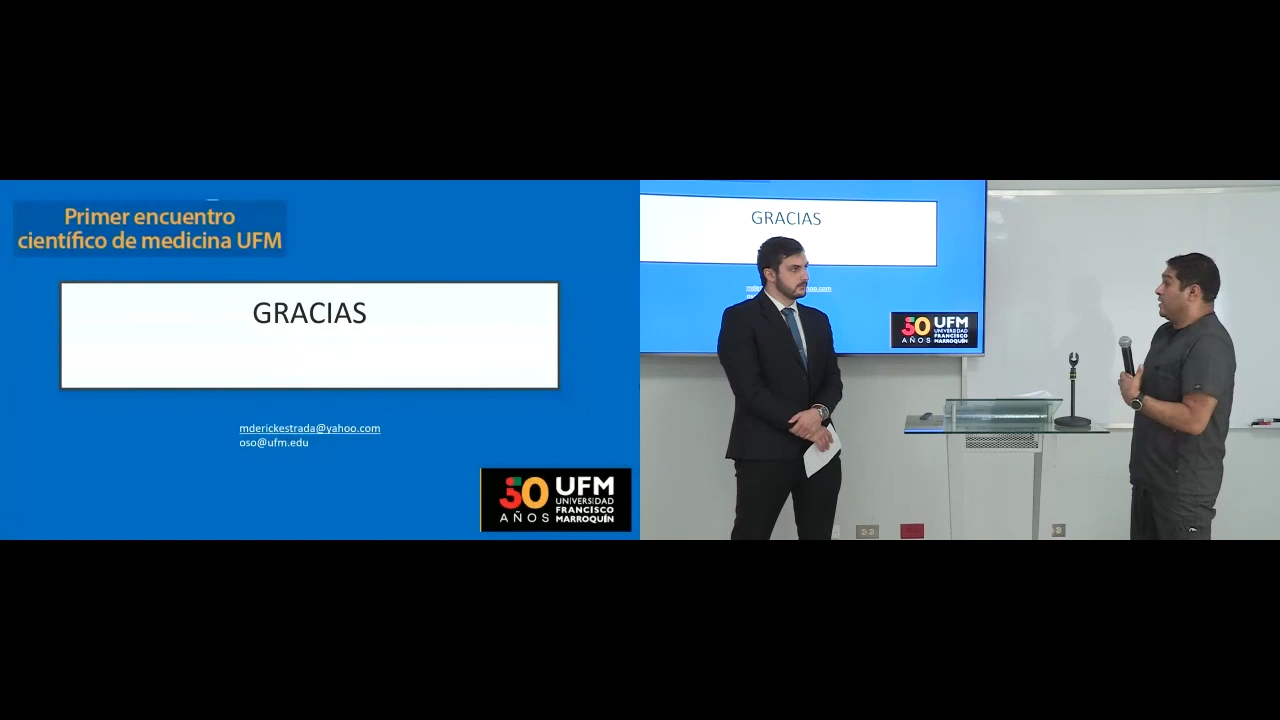 Primer encuentro
científico de medicina UFM
GRACIAS
mderickestrada@yahoo.com
oso@ufm.edu
50 UFM
AÑOS UNIVERSIDAD
FRANCISCO
MARROQUÍN
GRACIAS
50 UFM
AÑOS UNIVERSIDAD
FRANCISCO
MARROQUÍN